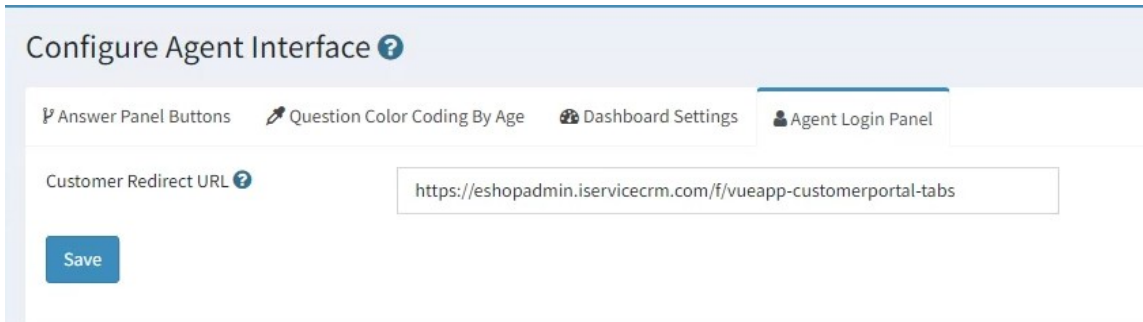 Configure Agent Interface ?
Answer Panel Buttons Question Color Coding By Age Dashboard Settings Agent Login Panel
Customer Redirect URL ? https://eshopadmin.iservicecrm.com/f/vueapp-customerportal-tabs
Save